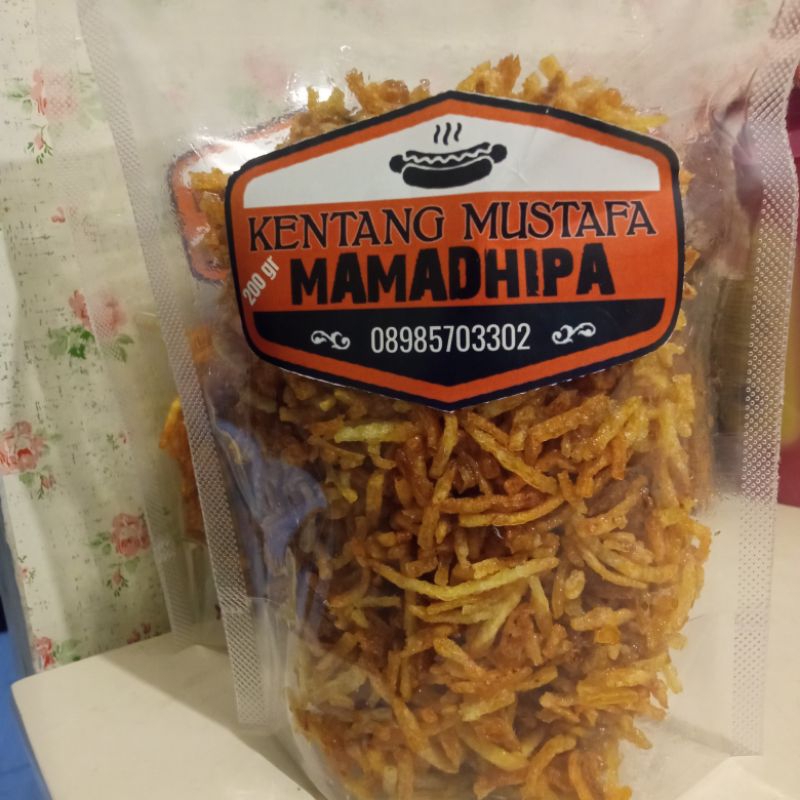 KENTANG MUSTAFA
200 gr
MAMADHIPA
08985703302